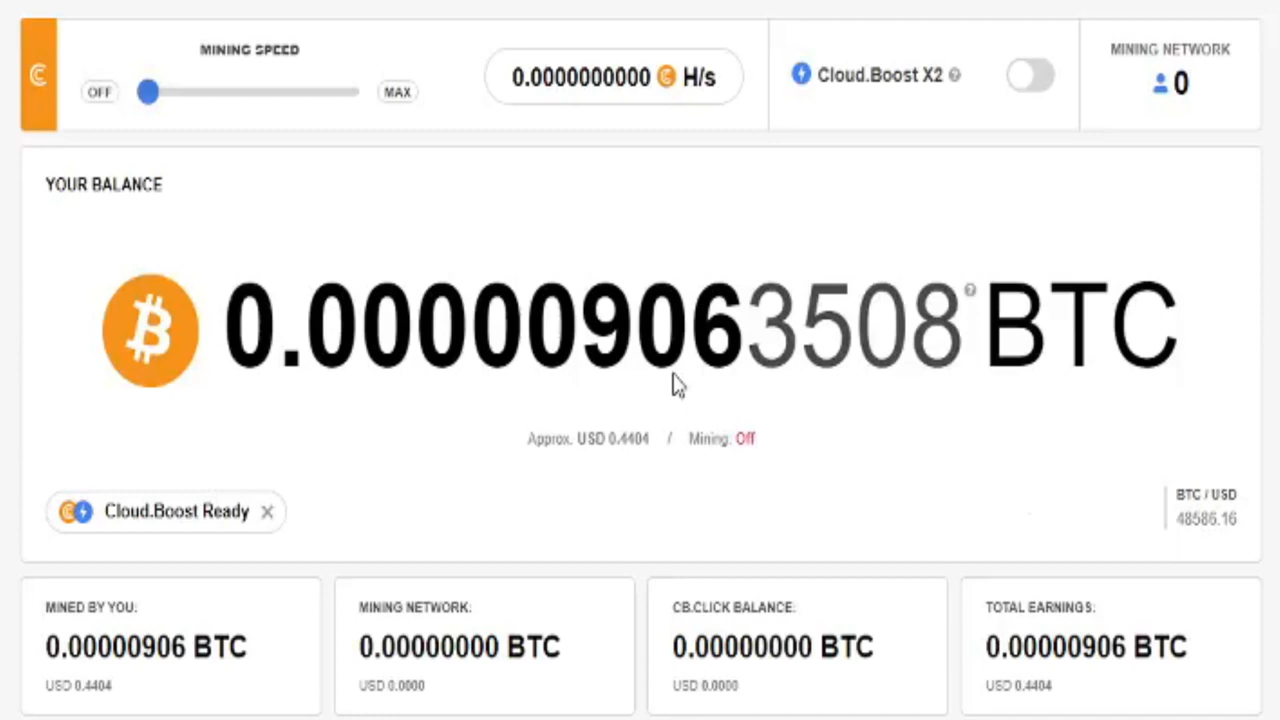 MINING SPEED
OFF
MAX
0.0000000000 H/s
Cloud.Boost X2
MINING NETWORK
0
YOUR BALANCE
0.000009063508 BTC
Approx. USD 0.4404 / Mining: Off
Cloud.Boost Ready ×
BTC / USD
48586.16
MINED BY YOU:
0.00000906 BTC
USD 0.4404
MINING NETWORK:
0.00000000 BTC
USD 0.0000
CB.CLICK BALANCE:
0.00000000 BTC
USD 0.0000
TOTAL EARNINGS:
0.00000906 BTC
USD 0.4404